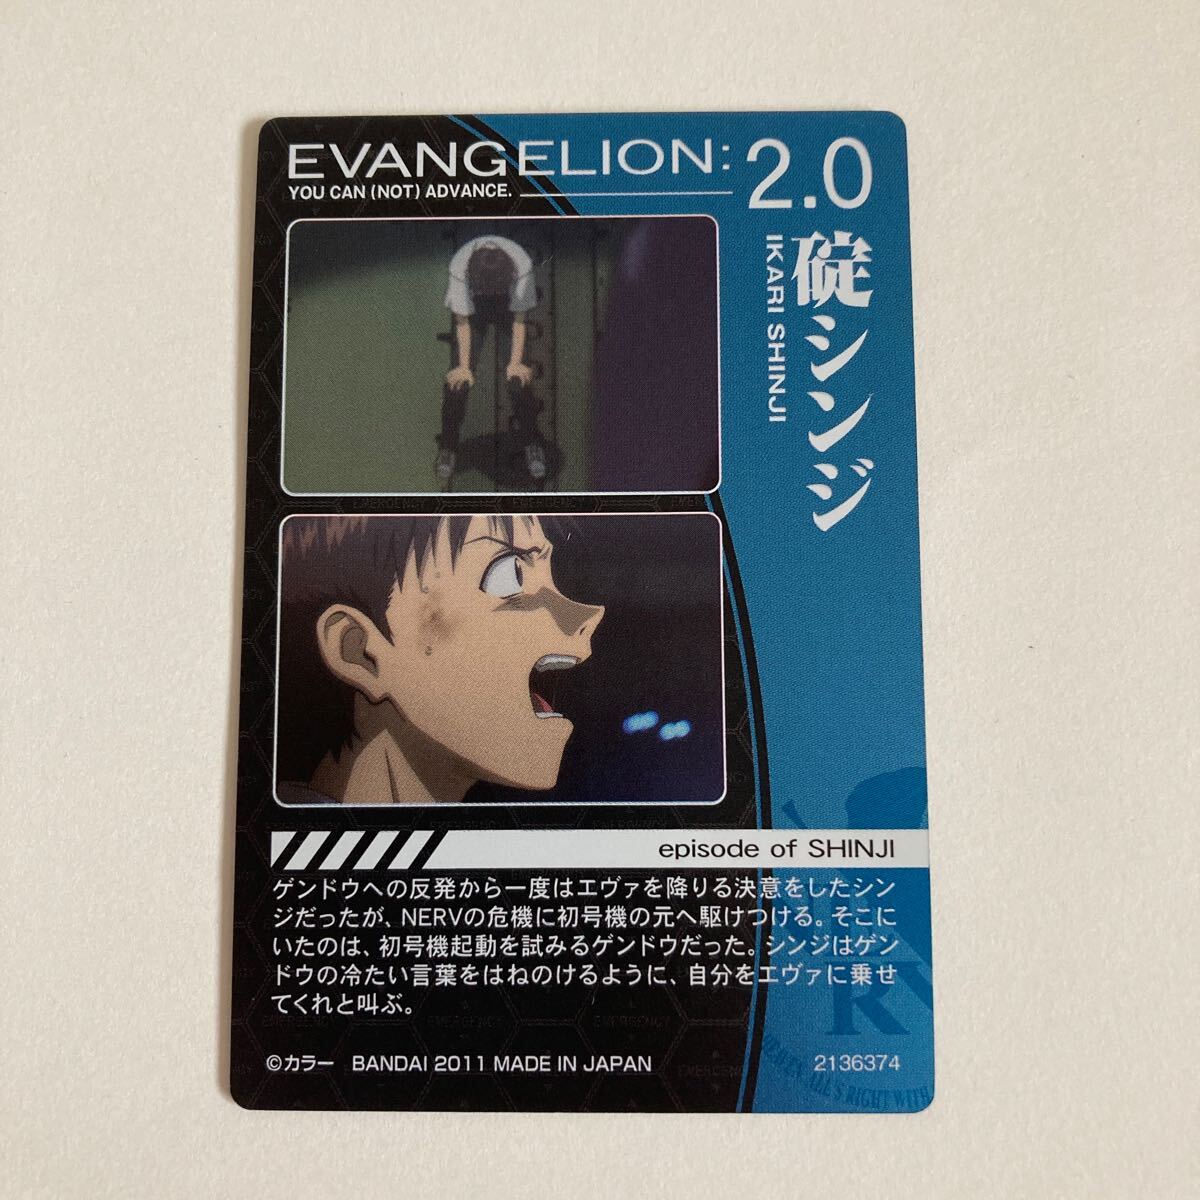 EVANGELION: 2.0
YOU CAN (NOT) ADVANCE.
碇シンジ
IKARI SHINJI
episode of SHINJI
ゲンドウへの反発から一度はエヴァを降りる決意をしたシン
ジだったが、NERVの危機に初号機の元へ駆けつける。そこに
いたのは、初号機起動を試みるゲンドウだった。シンジはゲン
ドウの冷たい言葉をはねのけるように、自分をエヴァに乗せ
てくれと叫ぶ。
©カラー BANDAI 2011 MADE IN JAPAN
2136374